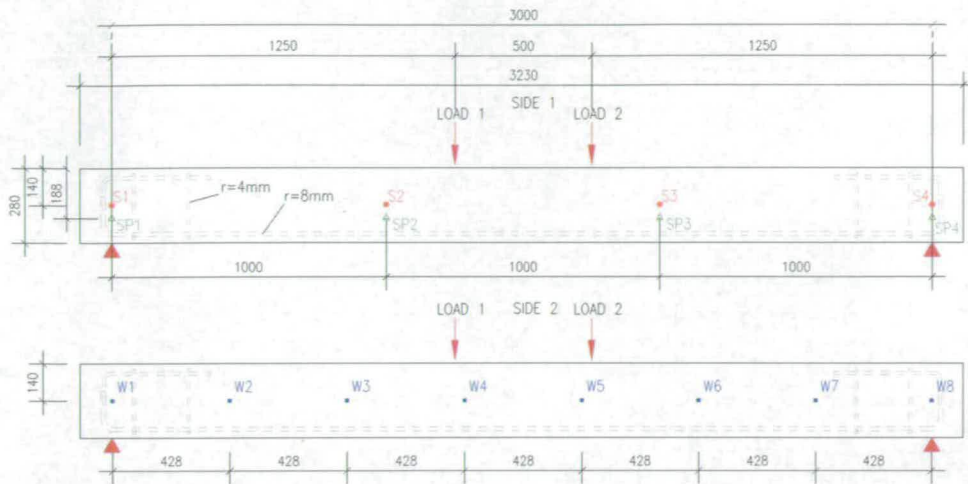 3000
1250 500 1250
3230
SIDE 1
LOAD 1 LOAD 2
280 140 188
r=4mm
r=8mm
S1 S2 S3 S4
SP1 SP2 SP3 SP4
1000 1000 1000
LOAD 1 SIDE 2 LOAD 2
140
W1 W2 W3 W4 W5 W6 W7 W8
428 428 428 428 428 428 428